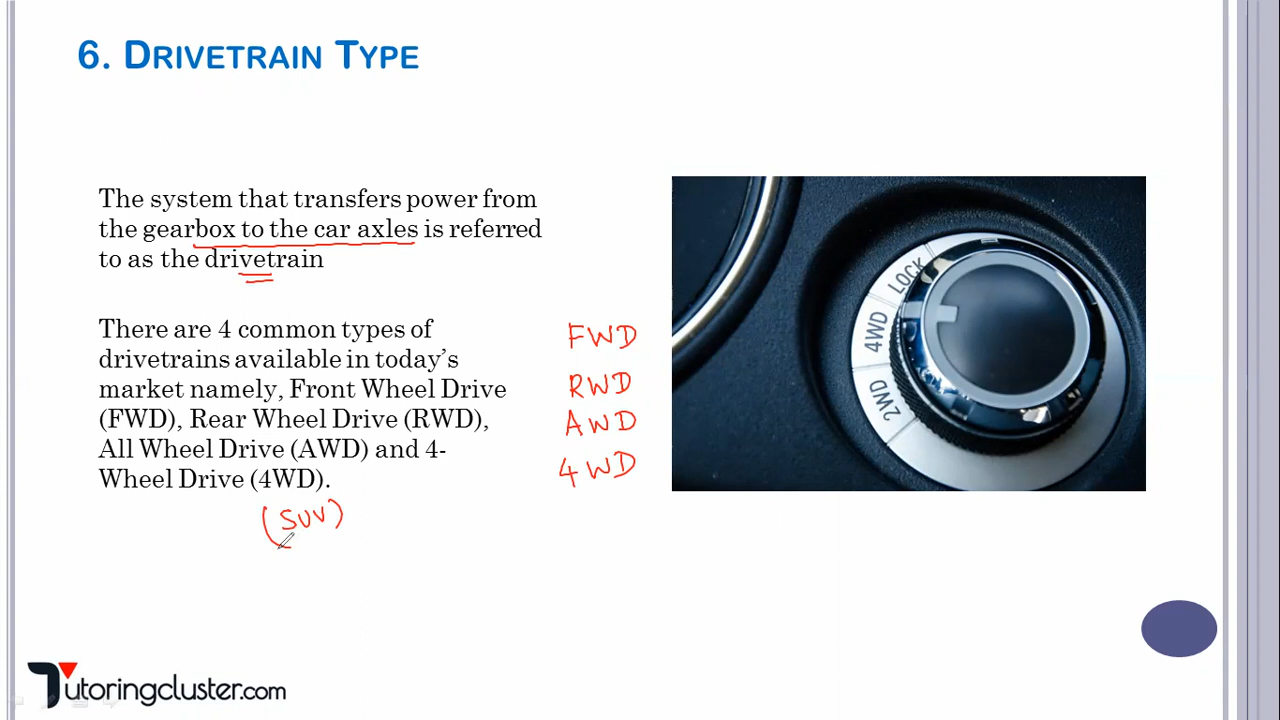 6. DRIVETRAIN TYPE
The system that transfers power from
the gearbox to the car axles is referred
to as the drivetrain
There are 4 common types of
drivetrains available in today's
market namely, Front Wheel Drive
(FWD), Rear Wheel Drive (RWD),
All Wheel Drive (AWD) and 4-
Wheel Drive (4WD).
(SUV)
FWD
RWD
AWD
4WD
LOCK
4WD
2WD
Tutoringcluster.com